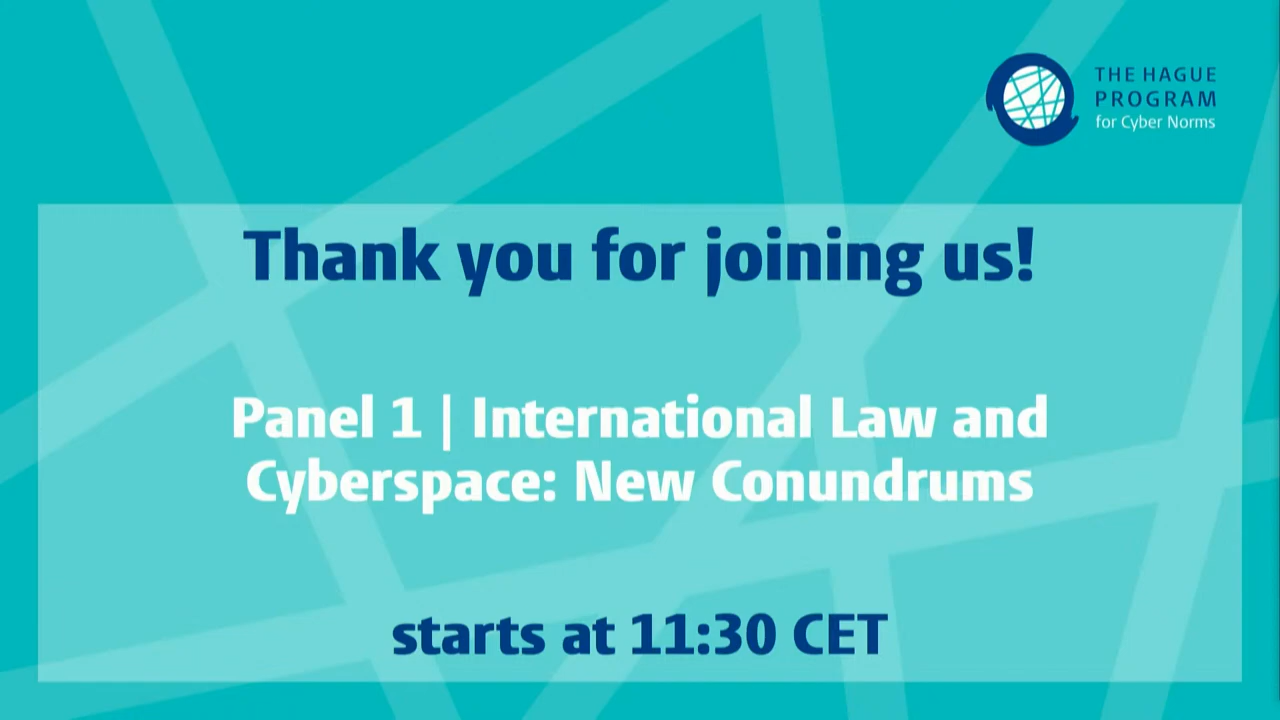 THE HAGUE
PROGRAM
for Cyber Norms
Thank you for joining us!
Panel 1 | International Law and
Cyberspace: New Conundrums
starts at 11:30 CET